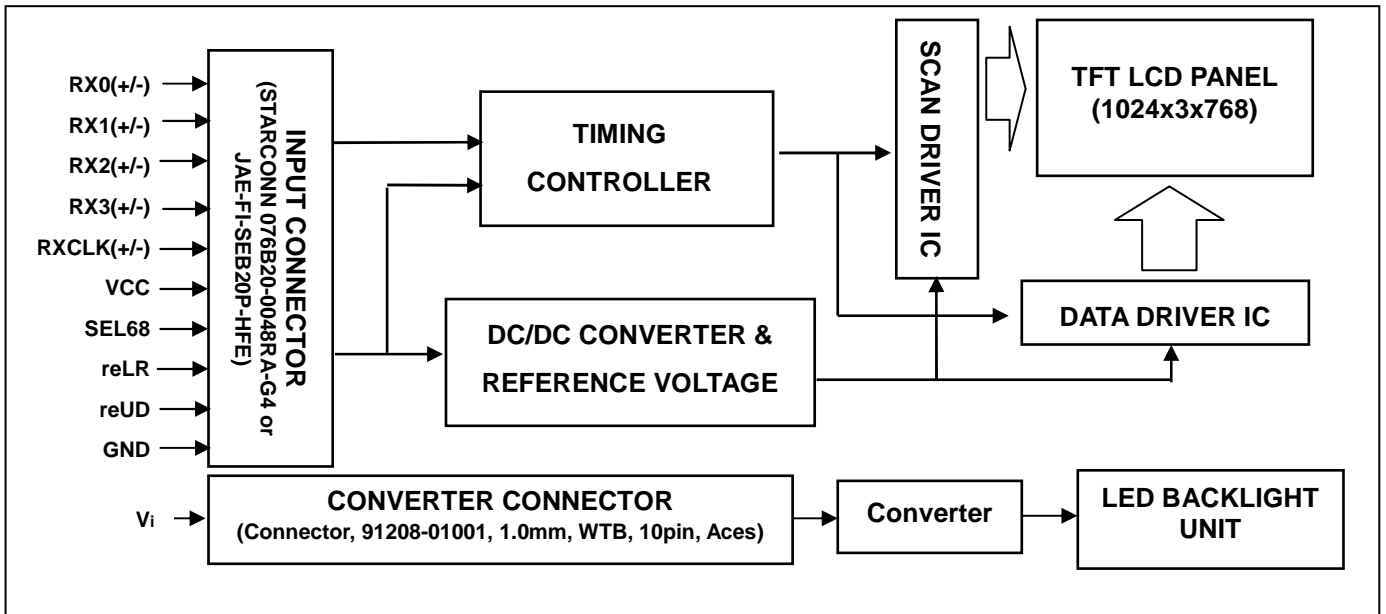 RX0(+/-)
RX1(+/-)
RX2(+/-)
RX3(+/-)
RXCLK(+/-)
VCC
SEL68
reLR
reUD
GND
INPUT CONNECTOR
(STARCONN 076B20-0048RA-G4 or
JAE-FI-SEB20P-HFE)
TIMING
CONTROLLER
DC/DC CONVERTER &
REFERENCE VOLTAGE
SCAN DRIVER IC
TFT LCD PANEL
(1024x3x768)
DATA DRIVER IC
Vi
CONVERTER CONNECTOR
(Connector, 91208-01001, 1.0mm, WTB, 10pin, Aces)
Converter
LED BACKLIGHT
UNIT